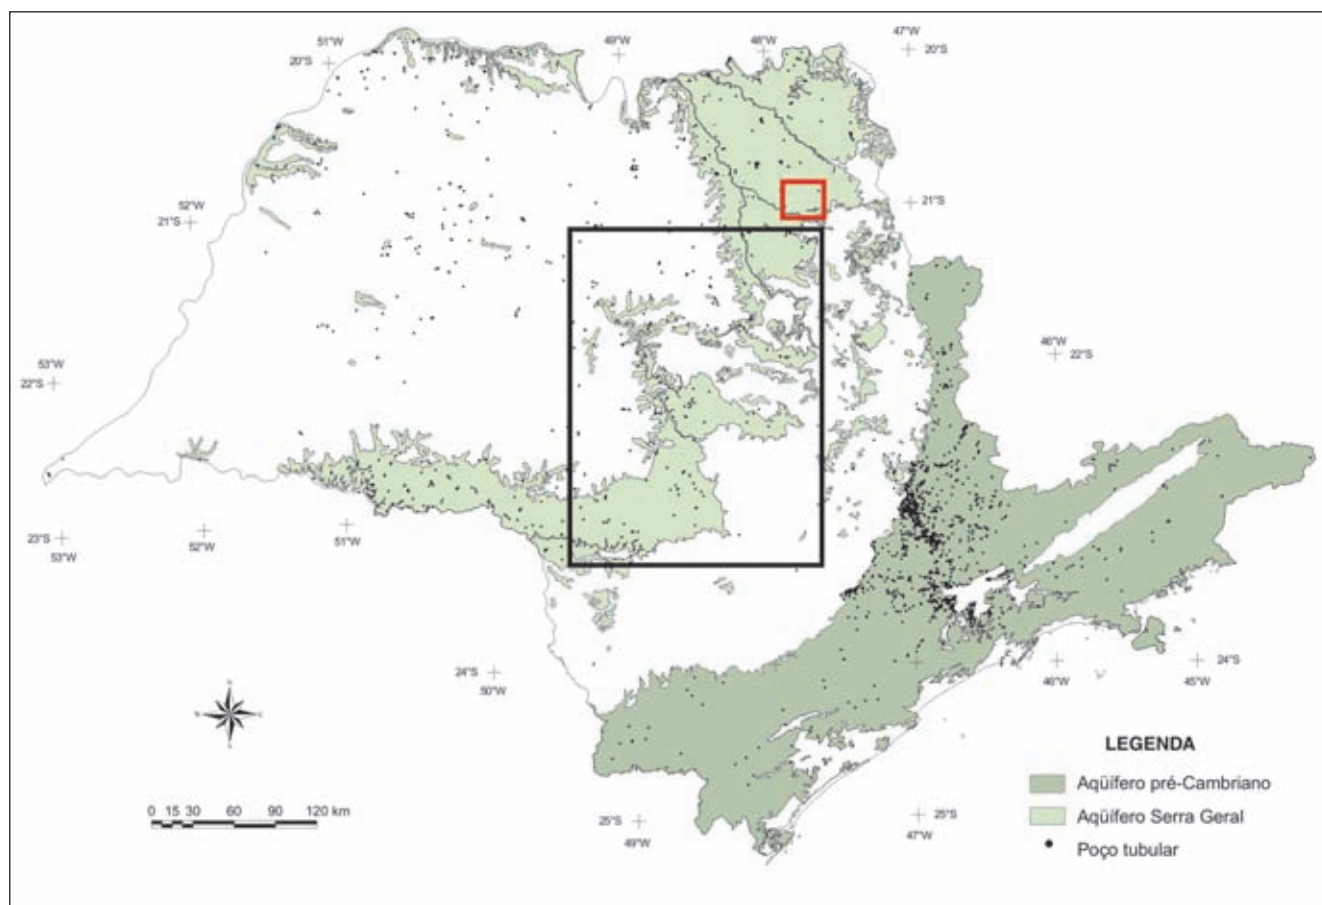 51°W
20°S
49°W
48°W
47°W
20°S
52°W
21°S
21°S
53°W
22°S
46°W
22°S
23°S
53°W
52°W
51°W
24°S
50°W
46°W
45°W
24°S
25°S
49°W
47°W
25°S
0 15 30 60 90 120 km
LEGENDA
Aqüífero pré-Cambriano
Aqüífero Serra Geral
Poço tubular